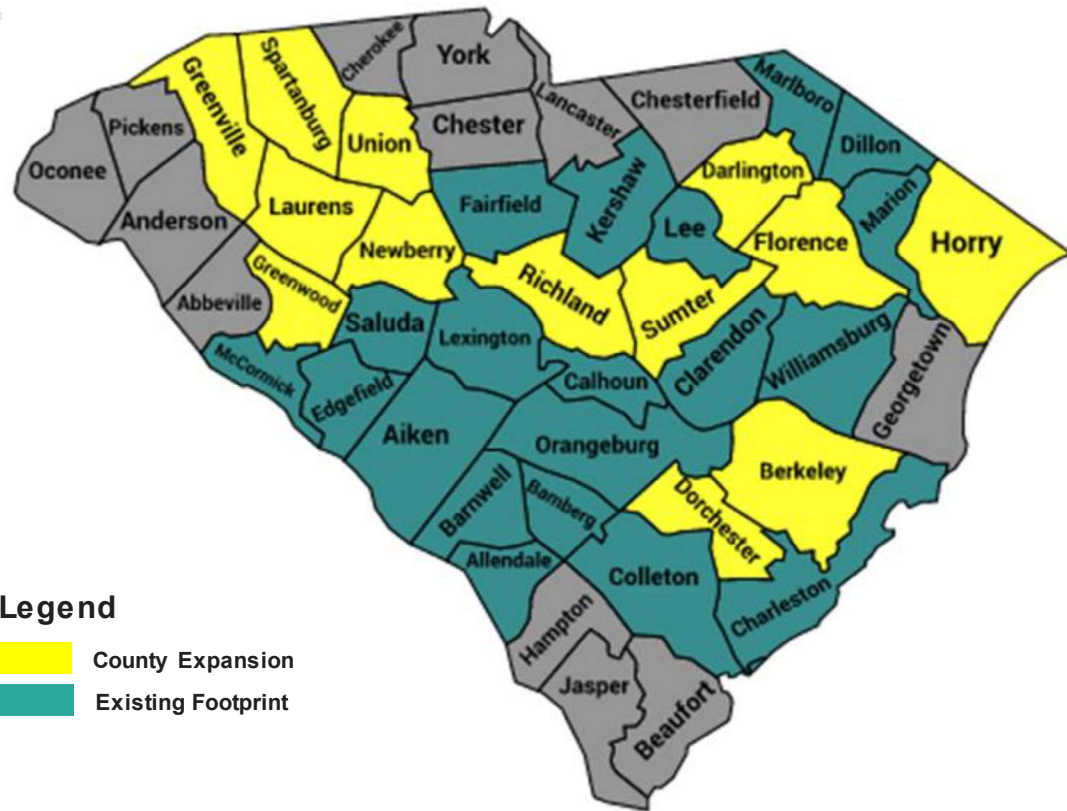 Cherokee
York
Spartanburg
Greenville
Marlboro
Lancaster
Chesterfield
Pickens
Chester
Union
Dillon
Oconee
Darlington
Laurens
Fairfield
Kershaw
Marion
Anderson
Lee
Newberry
Florence
Horry
Greenwood
Richland
Abbeville
Sumter
Saluda
Lexington
Clarendon
Williamsburg
McCormick
Edgefield
Calhoun
Georgetown
Aiken
Orangeburg
Berkeley
Barnwell
Bamberg
Dorchester
Allendale
Colleton
Charleston
Hampton
Jasper
Beaufort
Legend
County Expansion
Existing Footprint